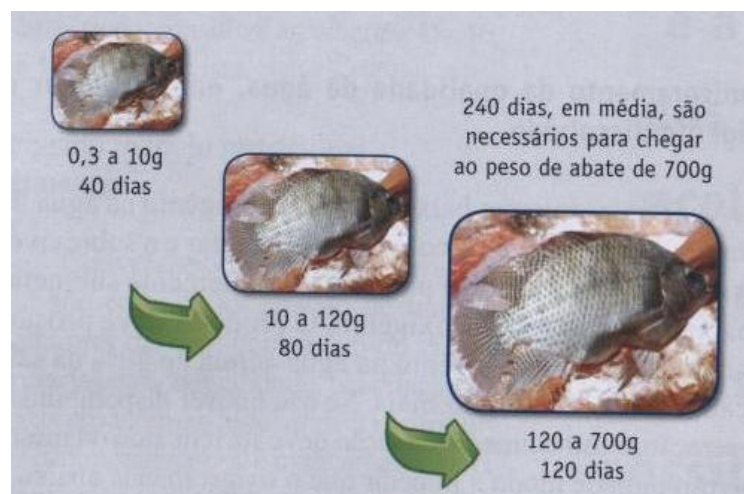 0,3 a 10g
40 dias
10 a 120g
80 dias
240 dias, em média, são
necessários para chegar
ao peso de abate de 700g
120 a 700g
120 dias